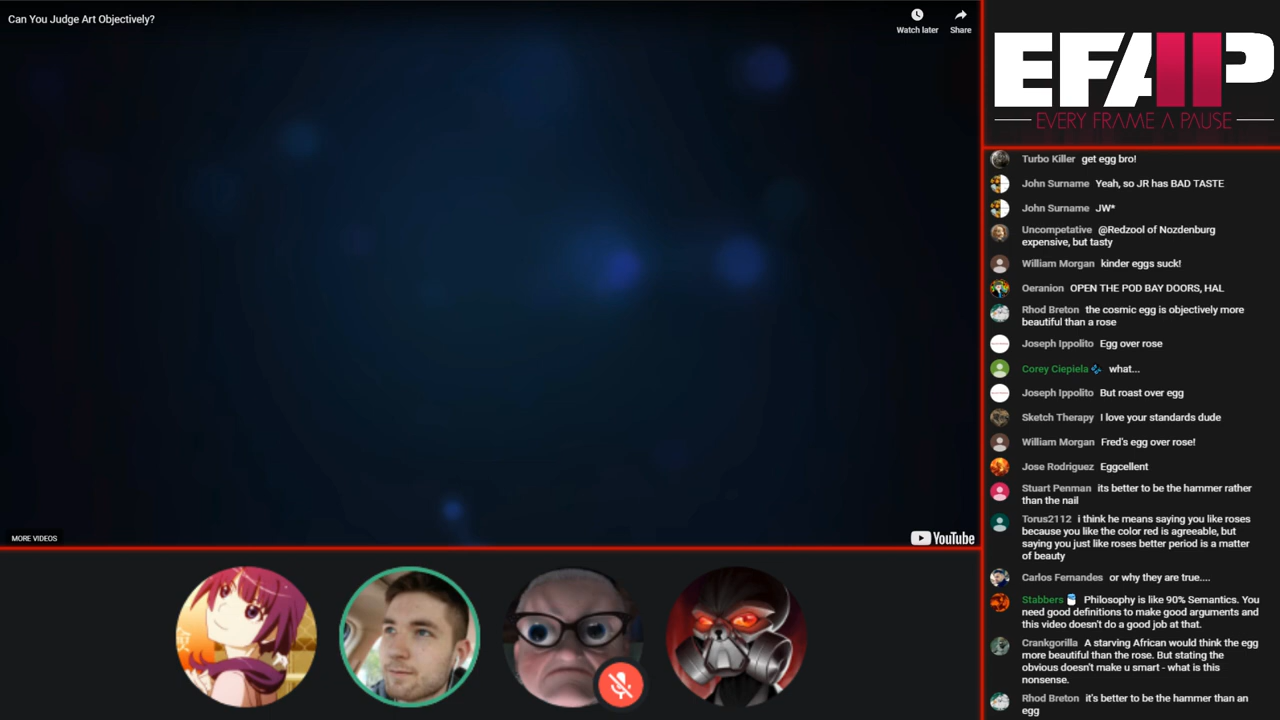 Can You Judge Art Objectively?
Watch later
Share
MORE VIDEOS
YouTube
EFAP
EVERY FRAME A PAUSE
Turbo Killer get egg bro!
John Surname Yeah, so JR has BAD TASTE
John Surname JW*
Uncompetative @Redzool of Nozdenburg
expensive, but tasty
William Morgan kinder eggs suck!
Oeranion OPEN THE POD BAY DOORS, HAL
Rhod Breton the cosmic egg is objectively more
beautiful than a rose
Joseph Ippolito Egg over rose
Corey Ciepiela what...
Joseph Ippolito But roast over egg
Sketch Therapy I love your standards dude
William Morgan Fred's egg over rose!
Jose Rodriguez Eggcellent
Stuart Penman its better to be the hammer rather
than the nail
Torus2112 i think he means saying you like roses
because you like the color red is agreeable, but
saying you just like roses better period is a matter
of beauty
Carlos Fernandes or why they are true....
Stabbers Philosophy is like 90% Semantics. You
need good definitions to make good arguments and
this video doesn't do a good job at that.
Crankgorilla A starving African would think the egg
more beautiful than the rose. But stating the
obvious doesn't make u smart - what is this
nonsense.
Rhod Breton it's better to be the hammer than an
egg